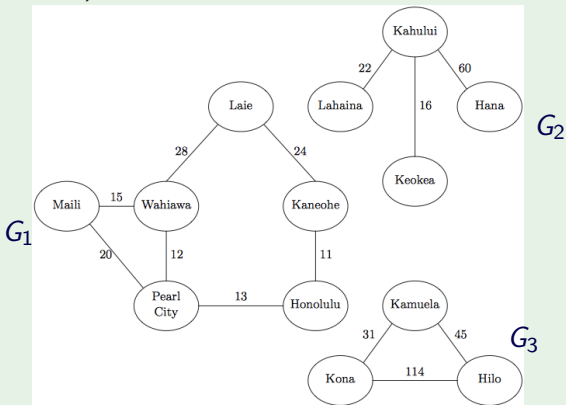 Kahului
22
60
Laie
Lahaina
16
Hana
G2
28
24
Keokea
Maili
15
Wahiawa
Kaneohe
G1
20
12
11
Pearl
City
13
Honolulu
Kamuela
31
45
G3
Kona
114
Hilo